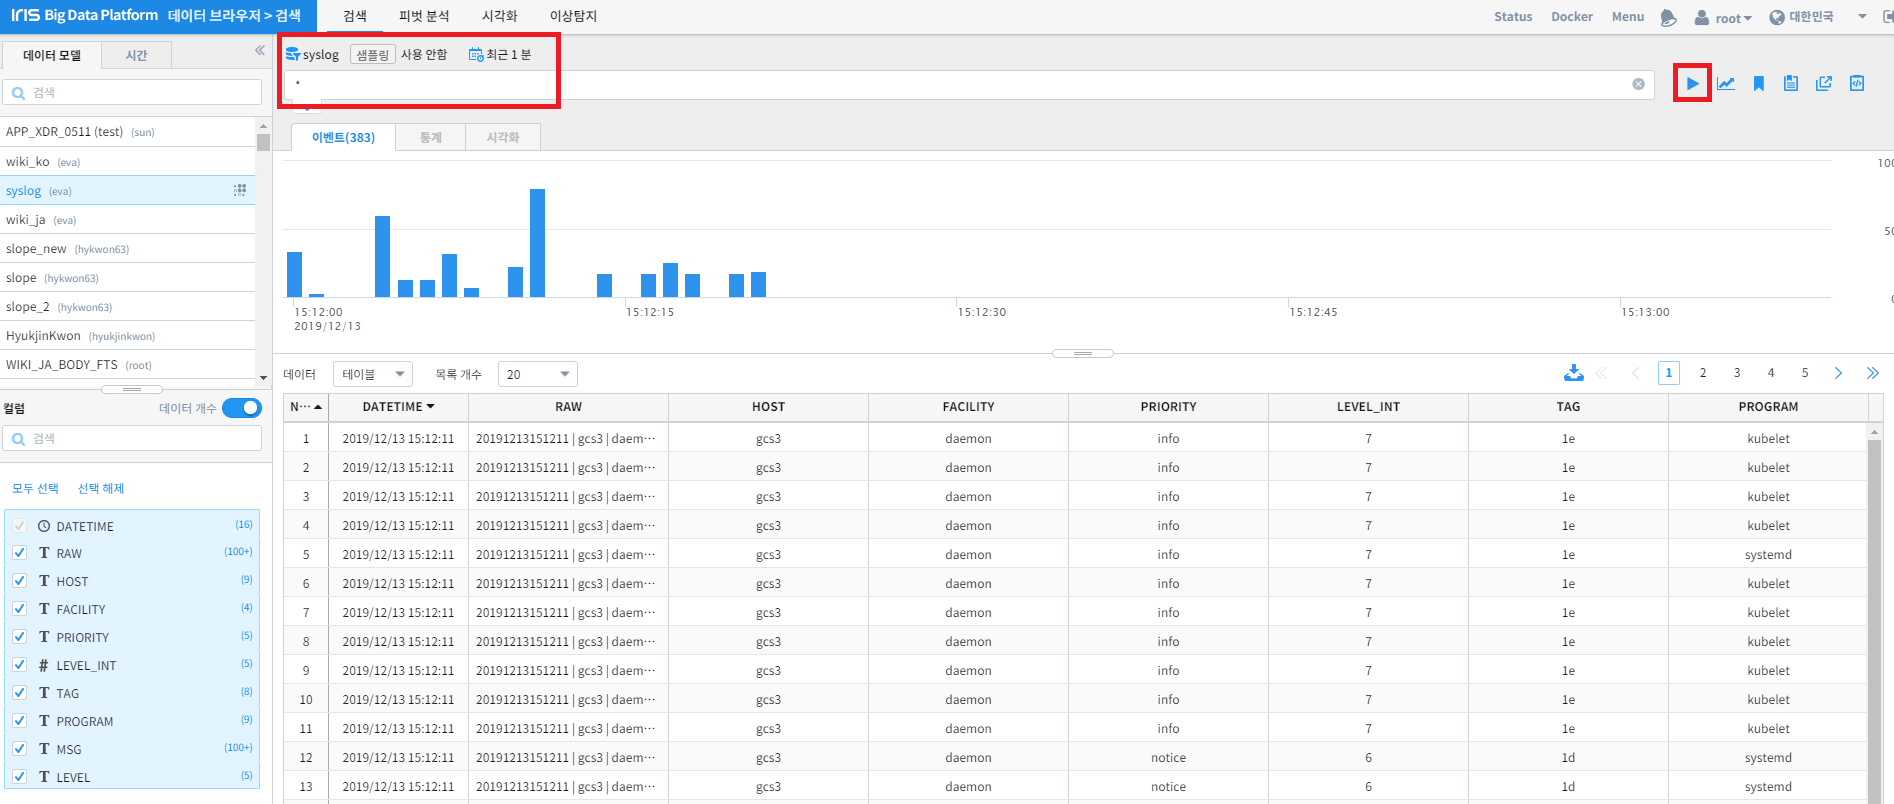 IRIS Big Data Platform 데이터 브라우저 > 검색 검색 피벗 분석 시각화 이상탐지 Status Docker Menu root 대한민국
데이터 모델 시간
검색
APP_XDR_0511 (test) (sun)
wiki_ko (eva)
syslog (eva)
wiki_ja (eva)
slope_new (hykwon63)
slope (hykwon63)
slope_2 (hykwon63)
HyukjinKwon (hyukjinkwon)
WIKI_JA_BODY_FTS (root)
컬럼 데이터 개수
검색
모두 선택 선택 해제
DATETIME (16)
RAW (100+)
HOST (9)
FACILITY (4)
PRIORITY (5)
LEVEL_INT (5)
TAG (8)
PROGRAM (9)
MSG (100+)
LEVEL (5)
syslog 샘플링 사용 안함 최근 1 분
*
이벤트(383) 통계 시각화
100
50
0
15:12:00 15:12:15 15:12:30 15:12:45 15:13:00
2019/12/13
데이터 테이블 목록 개수 20 1 2 3 4 5
N… DATETIME RAW HOST FACILITY PRIORITY LEVEL_INT TAG PROGRAM
1 2019/12/13 15:12:11 20191213151211 | gcs3 | daem… gcs3 daemon info 7 1e kubelet
2 2019/12/13 15:12:11 20191213151211 | gcs3 | daem… gcs3 daemon info 7 1e kubelet
3 2019/12/13 15:12:11 20191213151211 | gcs3 | daem… gcs3 daemon info 7 1e kubelet
4 2019/12/13 15:12:11 20191213151211 | gcs3 | daem… gcs3 daemon info 7 1e kubelet
5 2019/12/13 15:12:11 20191213151211 | gcs3 | daem… gcs3 daemon info 7 1e systemd
6 2019/12/13 15:12:11 20191213151211 | gcs3 | daem… gcs3 daemon info 7 1e kubelet
7 2019/12/13 15:12:11 20191213151211 | gcs3 | daem… gcs3 daemon info 7 1e kubelet
8 2019/12/13 15:12:11 20191213151211 | gcs3 | daem… gcs3 daemon info 7 1e kubelet
9 2019/12/13 15:12:11 20191213151211 | gcs3 | daem… gcs3 daemon info 7 1e kubelet
10 2019/12/13 15:12:11 20191213151211 | gcs3 | daem… gcs3 daemon info 7 1e kubelet
11 2019/12/13 15:12:11 20191213151211 | gcs3 | daem… gcs3 daemon info 7 1e kubelet
12 2019/12/13 15:12:11 20191213151211 | gcs3 | daem… gcs3 daemon notice 6 1d systemd
13 2019/12/13 15:12:11 20191213151211 | gcs3 | daem… gcs3 daemon notice 6 1d systemd